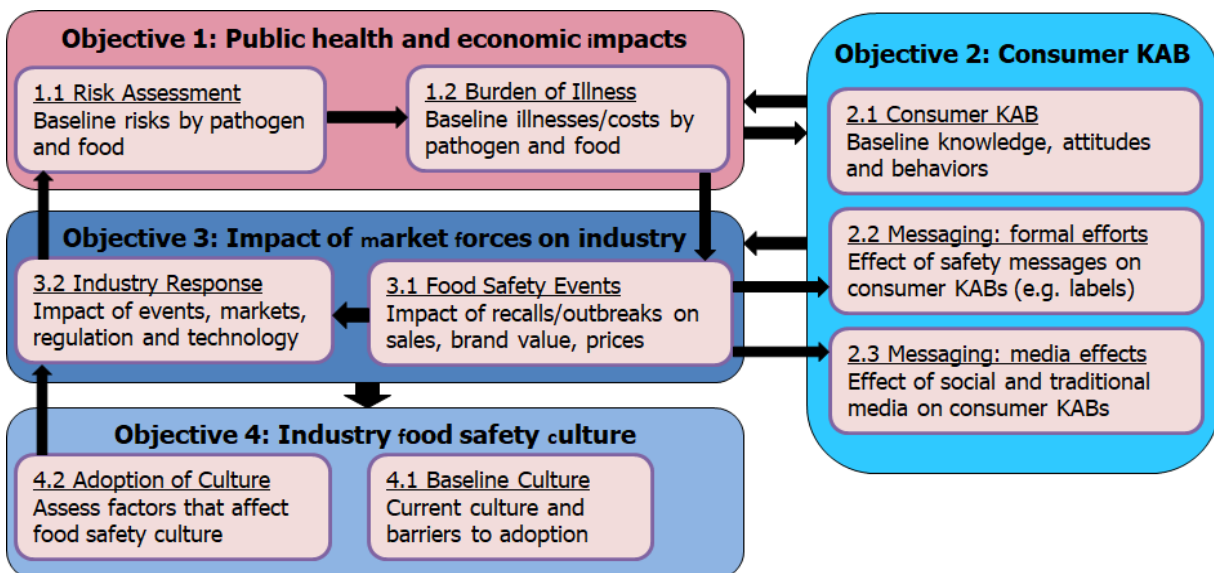 Objective 1: Public health and economic impacts
1.1 Risk Assessment
Baseline risks by pathogen
and food
1.2 Burden of Illness
Baseline illnesses/costs by
pathogen and food
Objective 2: Consumer KAB
2.1 Consumer KAB
Baseline knowledge, attitudes
and behaviors
2.2 Messaging: formal efforts
Effect of safety messages on
consumer KABs (e.g. labels)
2.3 Messaging: media effects
Effect of social and traditional
media on consumer KABs
Objective 3: Impact of market forces on industry
3.2 Industry Response
Impact of events, markets,
regulation and technology
3.1 Food Safety Events
Impact of recalls/outbreaks on
sales, brand value, prices
Objective 4: Industry food safety culture
4.2 Adoption of Culture
Assess factors that affect
food safety culture
4.1 Baseline Culture
Current culture and
barriers to adoption